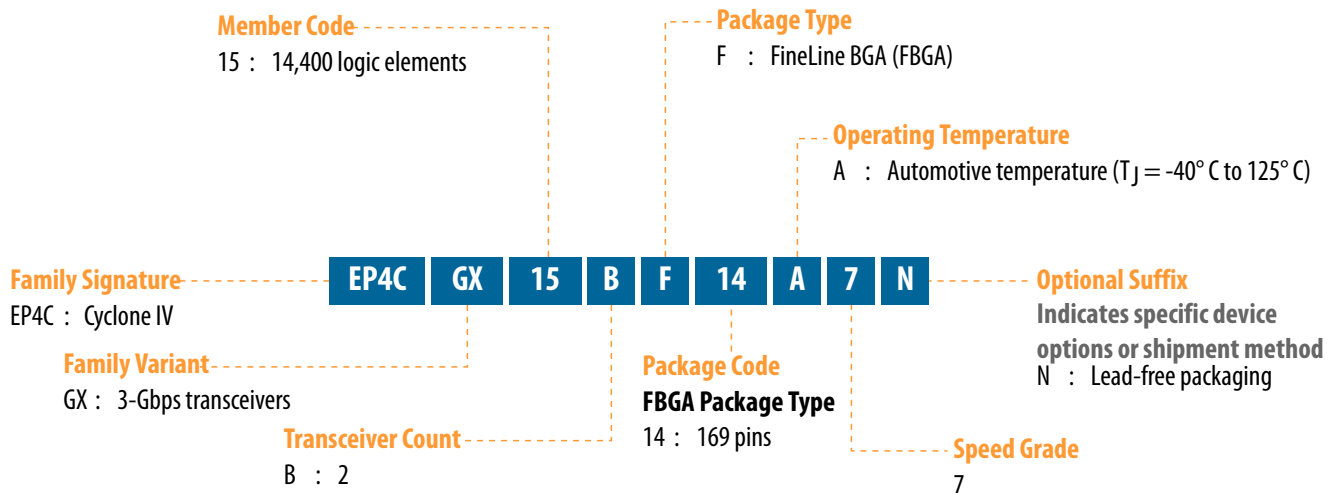 Member Code
15 : 14,400 logic elements
Package Type
F : FineLine BGA (FBGA)
Operating Temperature
A : Automotive temperature (TJ = -40° C to 125° C)
Family Signature
EP4C : Cyclone IV
EP4C GX 15 B F 14 A 7 N
Optional Suffix
Indicates specific device
options or shipment method
N : Lead-free packaging
Family Variant
GX : 3-Gbps transceivers
Package Code
FBGA Package Type
14 : 169 pins
Transceiver Count
B : 2
Speed Grade
7